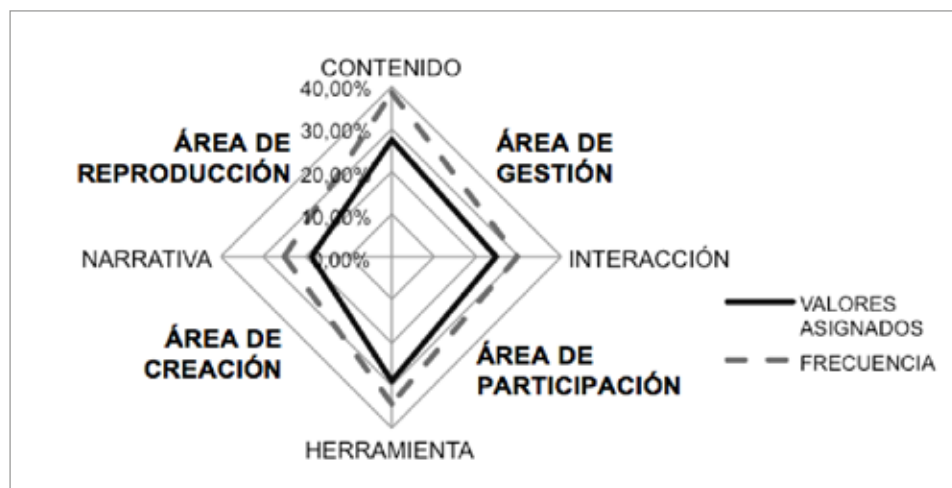 CONTENIDO
40,00%
30,00%
20,00%
10,00%
0,00%
ÁREA DE
REPRODUCCIÓN
ÁREA DE
GESTIÓN
NARRATIVA
INTERACCIÓN
ÁREA DE
CREACIÓN
ÁREA DE
PARTICIPACIÓN
HERRAMIENTA
VALORES
ASIGNADOS
FRECUENCIA